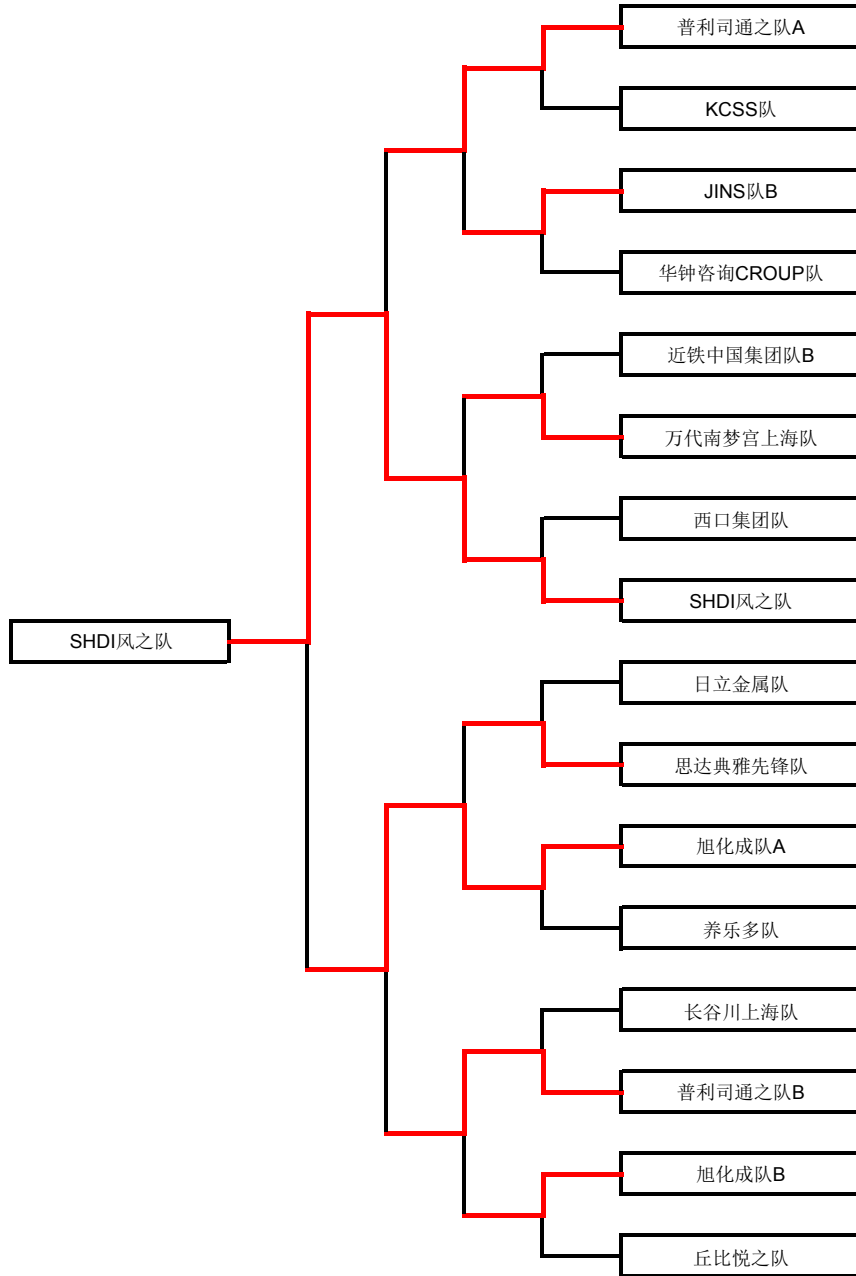 普利司通之队A
KCSS队
JINS队B
华钟咨询CROUP队
近铁中国集团队B
万代南梦宫上海队
西口集团队
SHDI风之队
SHDI风之队
日立金属队
思达典雅先锋队
旭化成队A
养乐多队
长谷川上海队
普利司通之队B
旭化成队B
丘比悦之队